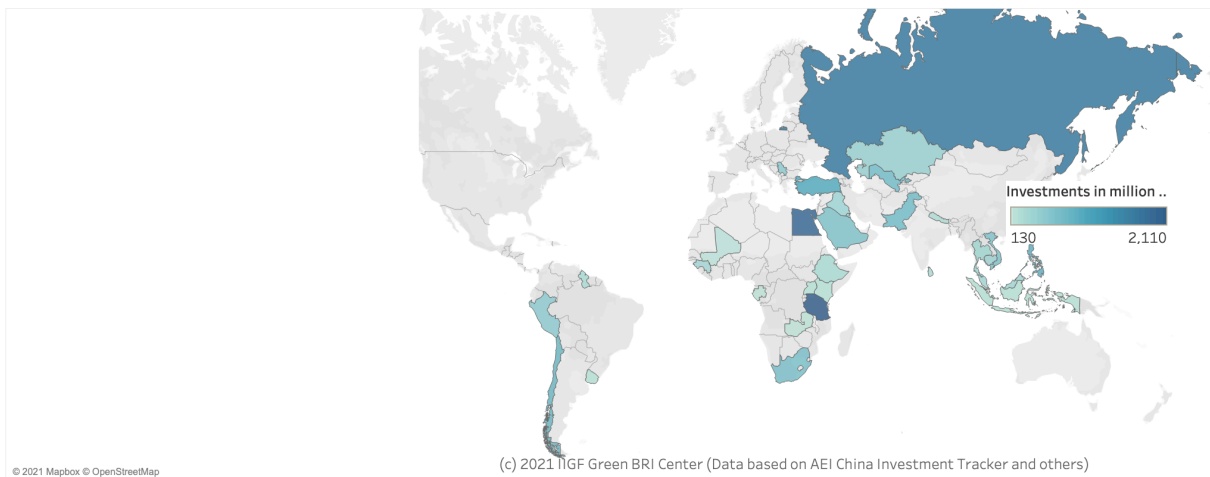 Investments in million ..
130 2,110
(c) 2021 IIGF Green BRI Center (Data based on AEI China Investment Tracker and others)
© 2021 Mapbox © OpenStreetMap